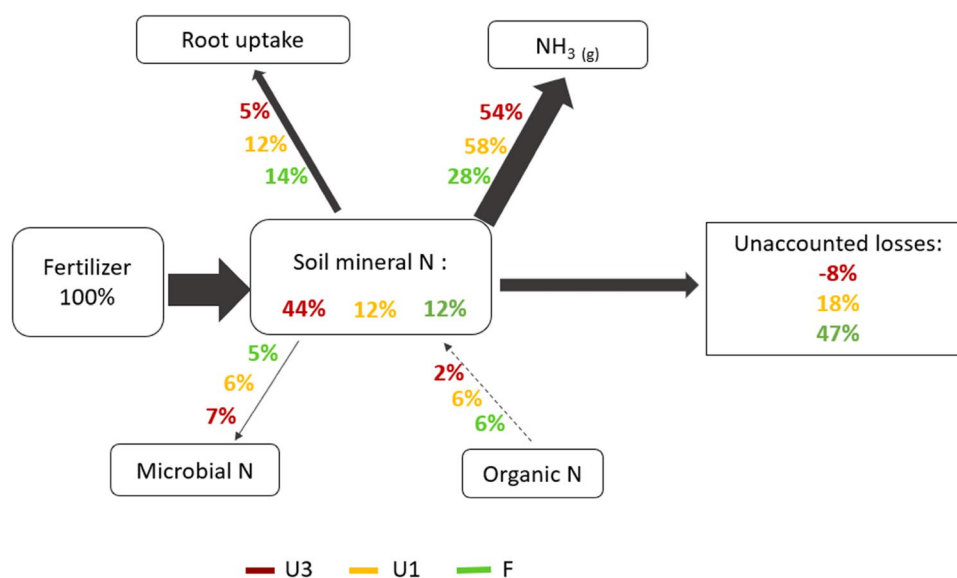 Root uptake
NH3 (g)
5%
12%
14%
54%
58%
28%
Fertilizer
100%
Soil mineral N :
44% 12% 12%
Unaccounted losses:
-8%
18%
47%
5%
6%
7%
2%
6%
6%
Microbial N
Organic N
U3 U1 F